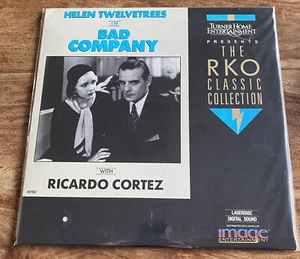 HELEN TWELVETREES
IN
BAD
COMPANY
WITH
RICARDO CORTEZ
TURNER HOME
ENTERTAINMENT
PRESENTS
THE
RKO
CLASSIC
COLLECTION
LASERDISC
DIGITAL SOUND
image
ENTERTAINMENT